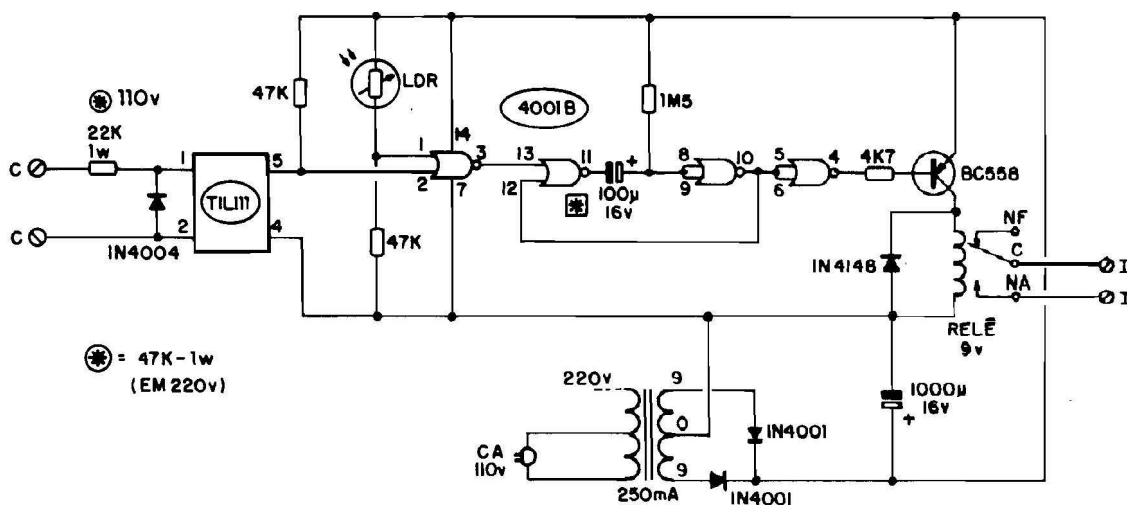 LDR
47K
1M5
4001B
✱ 110v
22K
1w
1
5
TIL111
2
4
1N4004
C
C
1
14
3
2
7
47K
13
11
12
+
100µ
16v
✱
8
10
9
5
4
6
4K7
BC558
NF
C
NA
I
I
1N4148
RELÊ
9v
✱ = 47K-1w
(EM 220v)
220v
9
0
9
CA
110v
250mA
1N4001
1N4001
1000µ
16v
+